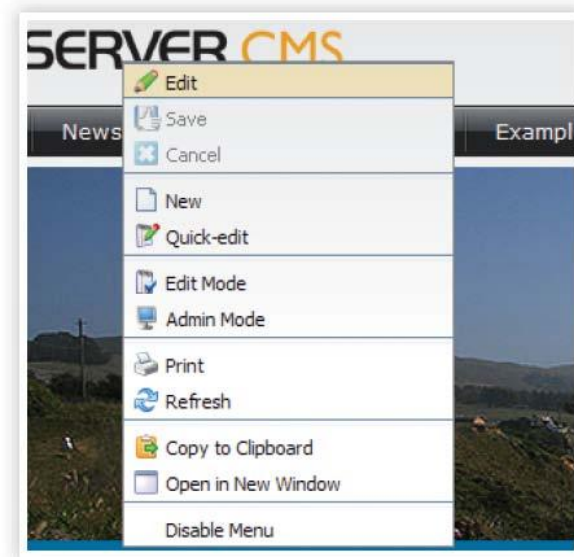 SERVER CMS
Edit
Save
News
Exampl
Cancel
New
Quick-edit
Edit Mode
Admin Mode
Print
Refresh
Copy to Clipboard
Open in New Window
Disable Menu